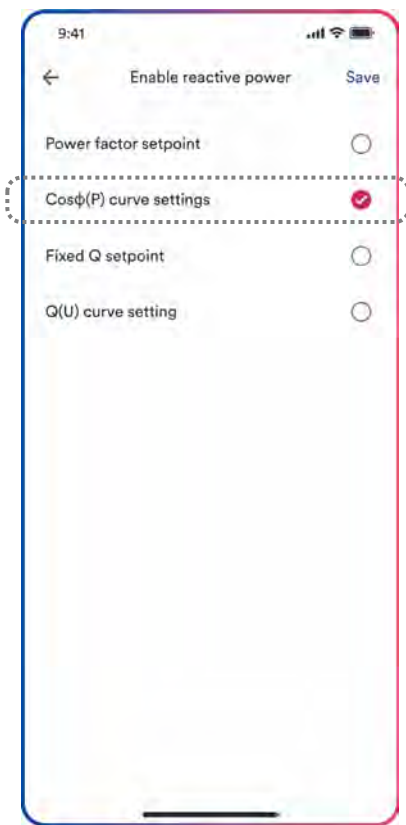 9:41
Enable reactive power Save
Power factor setpoint
Cosϕ(P) curve settings
Fixed Q setpoint
Q(U) curve setting